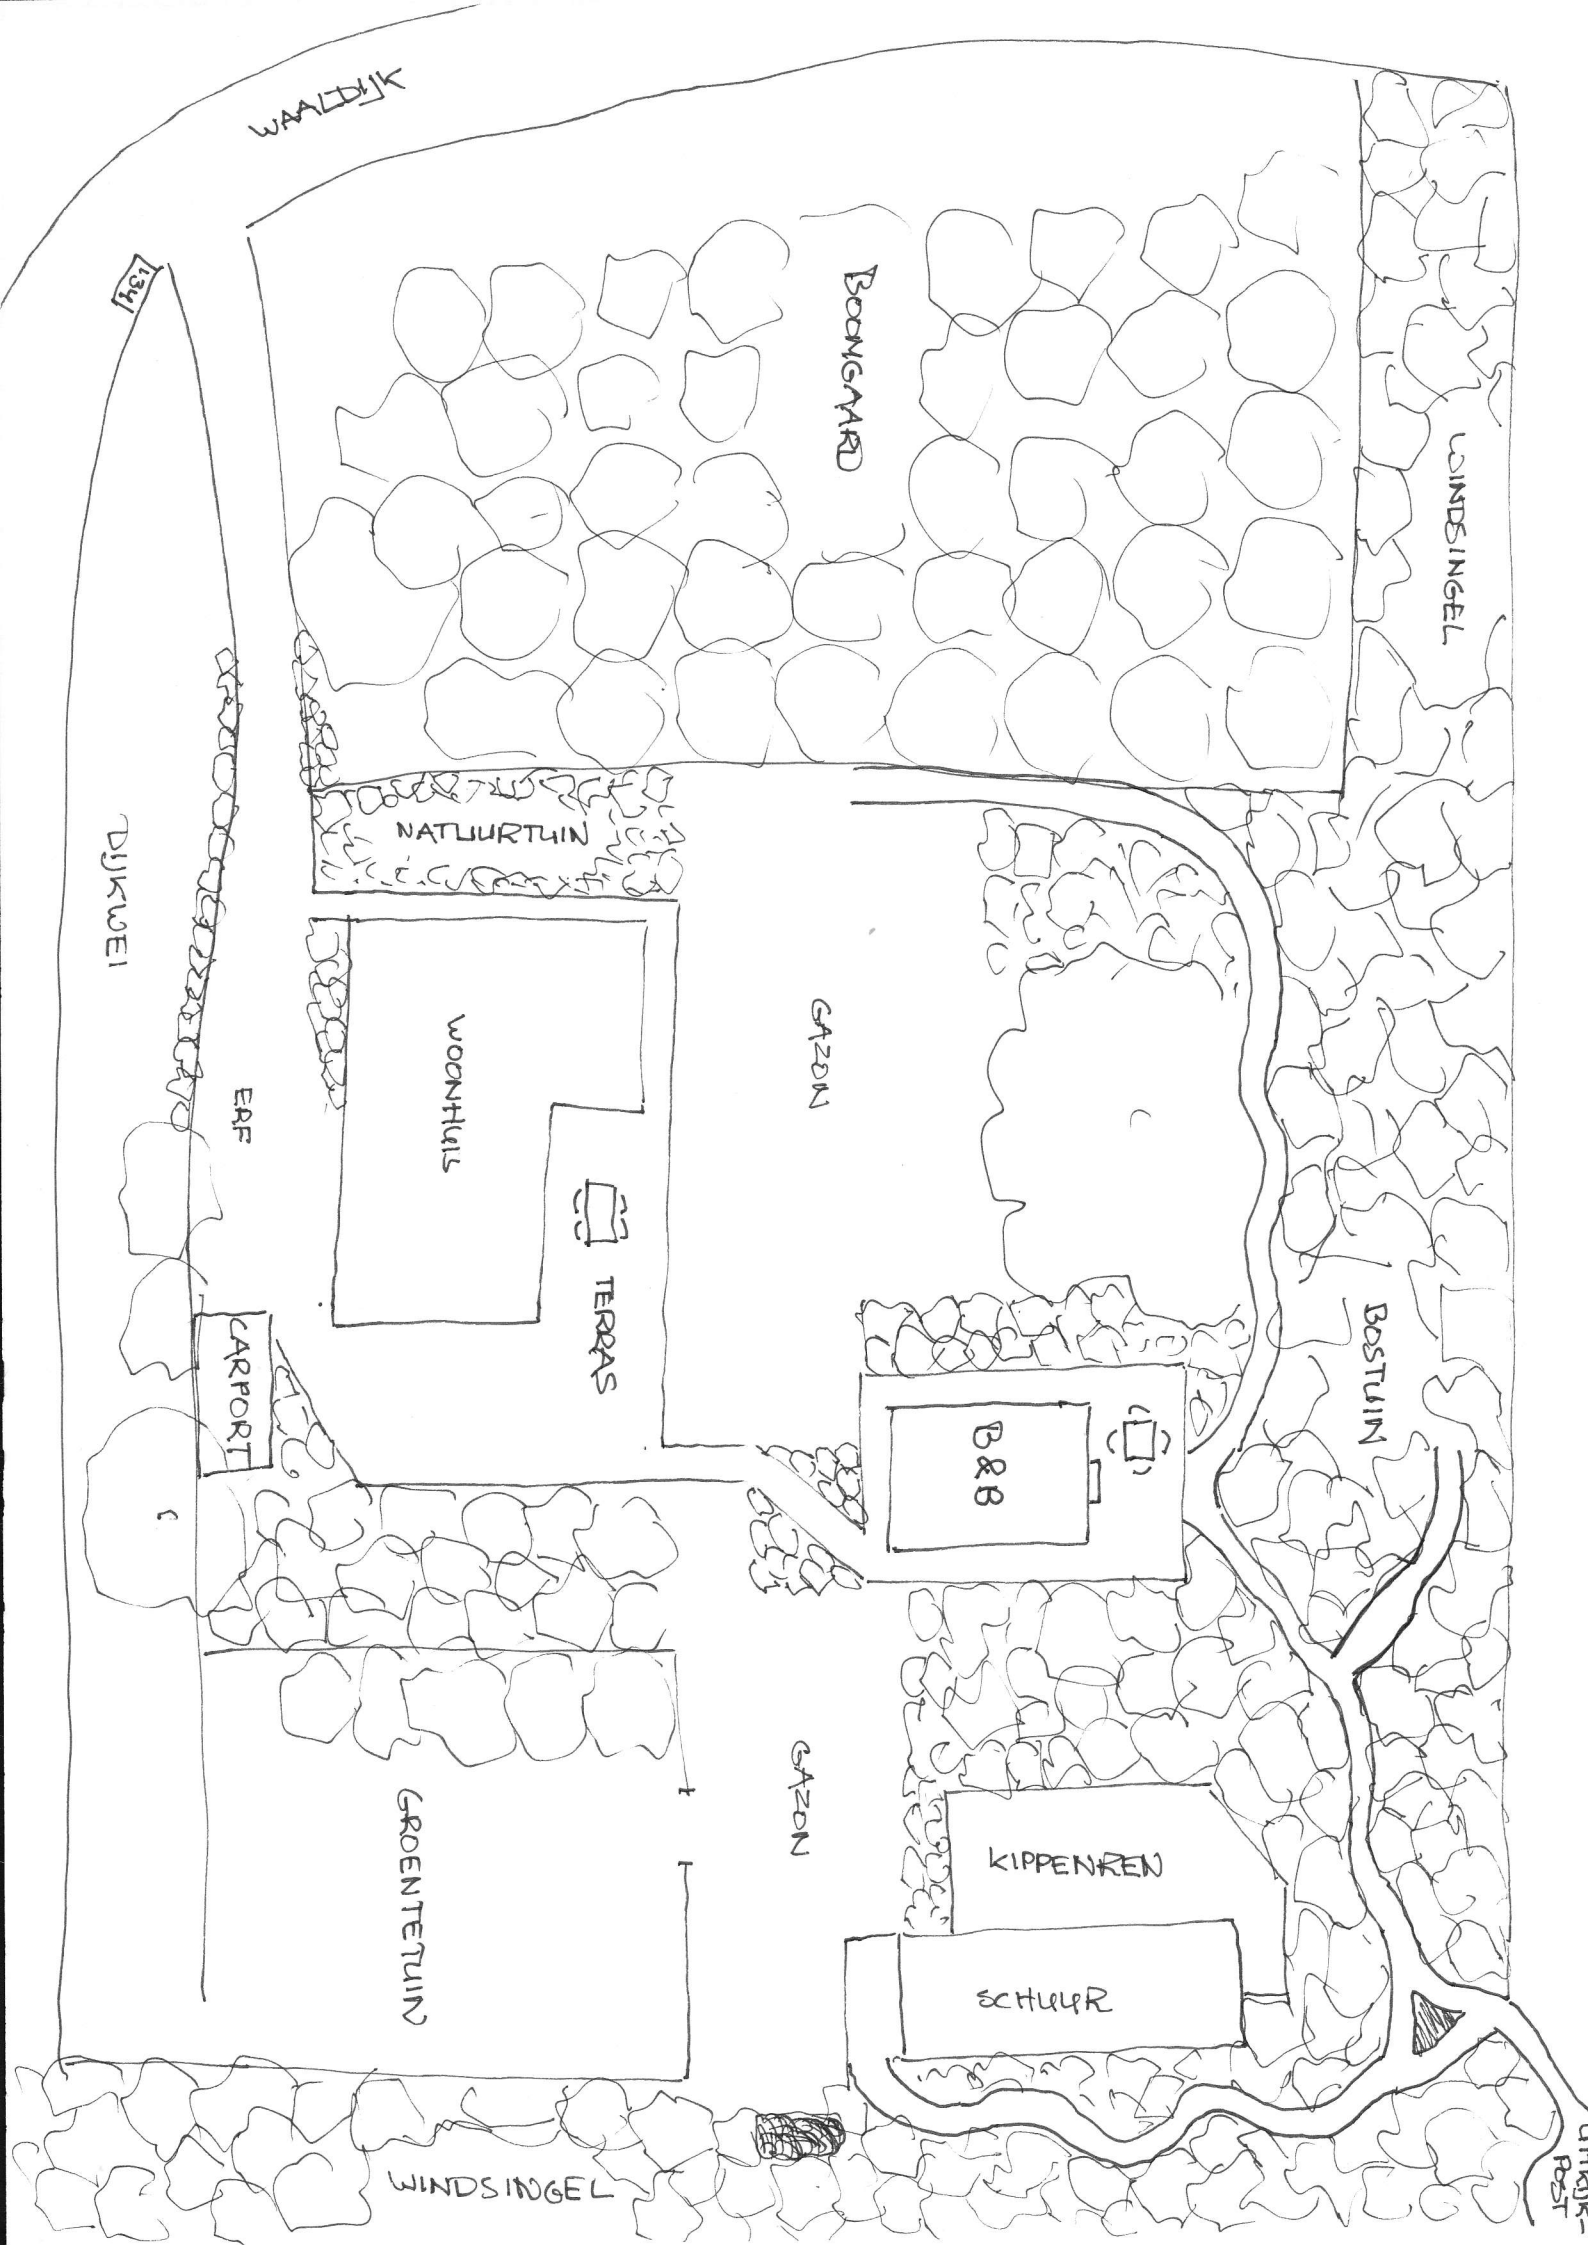 WAALDIJK
134
BOOMGAARD
WINDSINGEL
NATUURTUIN
DIJKWEI
WOONHUIS
GAZON
ERF
TERRAS
CARPORT
B&B
BOSTUIN
GROENTETUIN
GAZON
KIPPENREN
SCHUUR
WINDSINGEL
UITKIJK-
POST